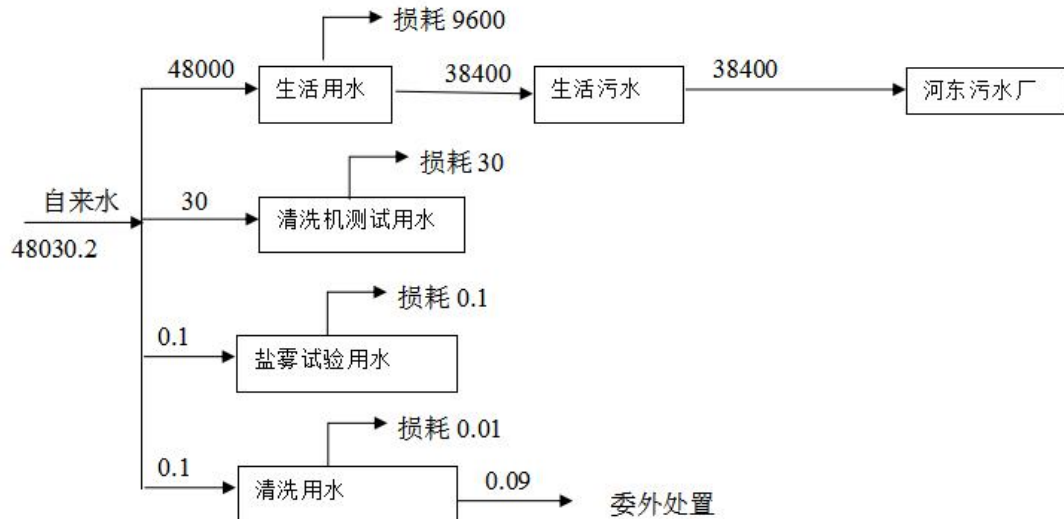 损耗 9600
48000
生活用水
38400
生活污水
38400
河东污水厂
损耗 30
自来水
48030.2
30
清洗机测试用水
损耗 0.1
0.1
盐雾试验用水
损耗 0.01
0.1
清洗用水
0.09
委外处置